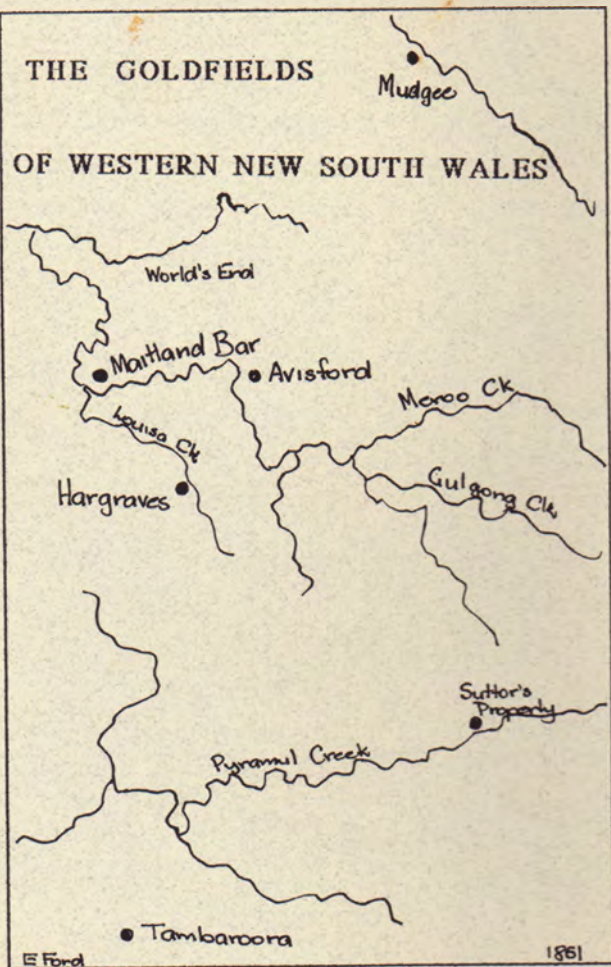 THE GOLDFIELDS
Mudgee
OF WESTERN NEW SOUTH WALES
World's End
Maitland Bar
Avisford
Meroo Ck
Louisa Ck
Gulgong Ck
Hargraves
Suttor's
Property
Pyramul Creek
Tambaroora
E Ford
1861